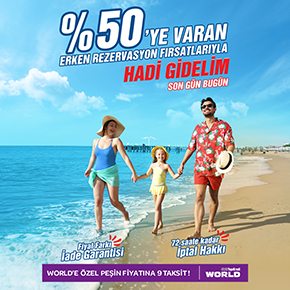 %50'YE VARAN
ERKEN REZERVASYON FIRSATLARIYLA
HADİ GİDELİM
SON GÜN BUGÜN
Fiyat Farkı
İade Garantisi
72 saate kadar
İptal Hakkı
WORLD'E ÖZEL PEŞİN FİYATINA 9 TAKSİT!
WORLD